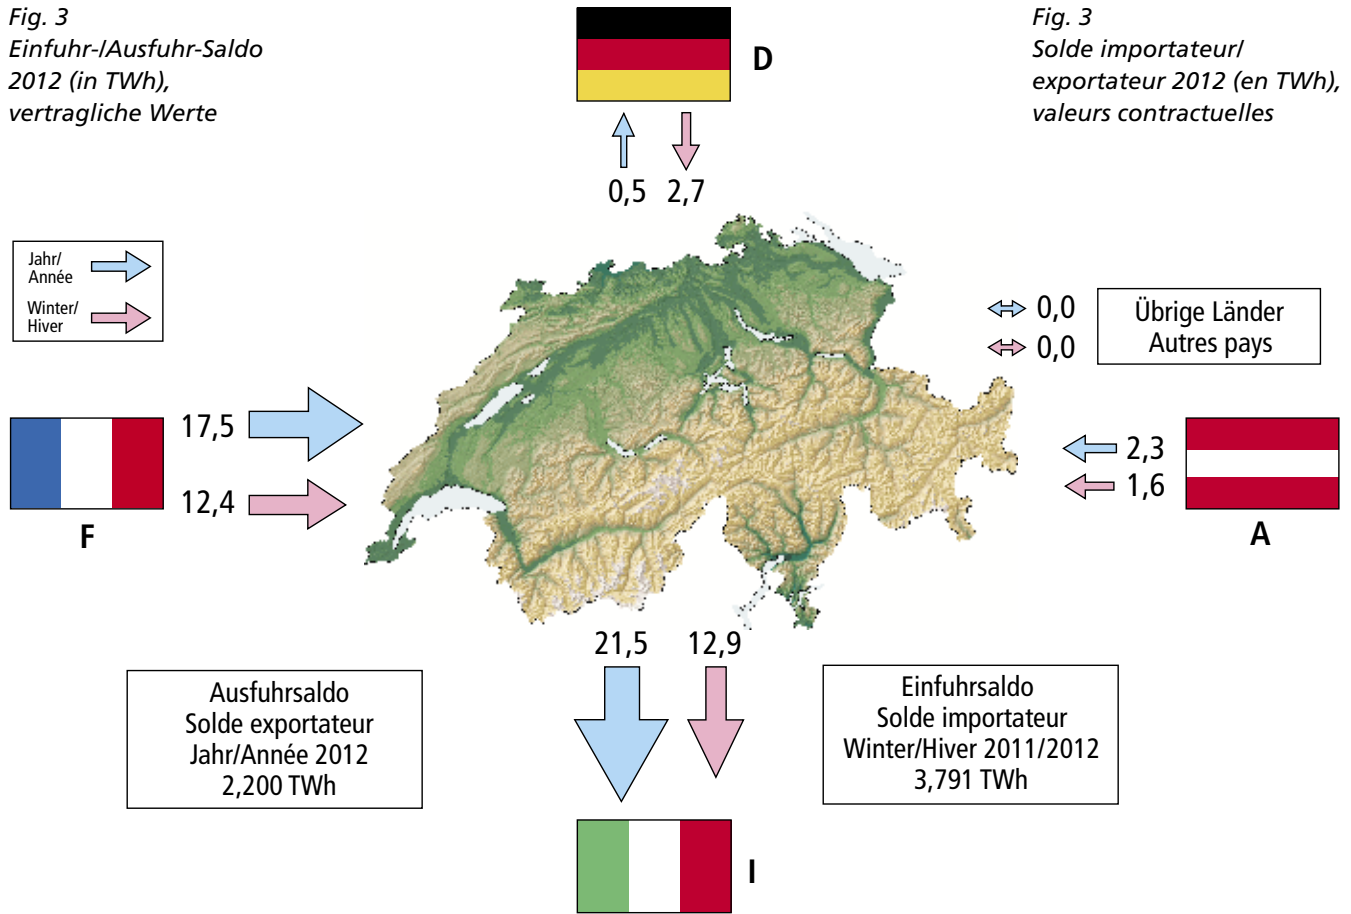 Fig. 3
Einfuhr-/Ausfuhr-Saldo
2012 (in TWh),
vertragliche Werte
Fig. 3
Solde importateur/
exportateur 2012 (en TWh),
valeurs contractuelles
D
0,5 2,7
Jahr/
Année
Winter/
Hiver
0,0
0,0
Übrige Länder
Autres pays
17,5
12,4
F
2,3
1,6
A
21,5 12,9
Ausfuhrsaldo
Solde exportateur
Jahr/Année 2012
2,200 TWh
Einfuhrsaldo
Solde importateur
Winter/Hiver 2011/2012
3,791 TWh
I